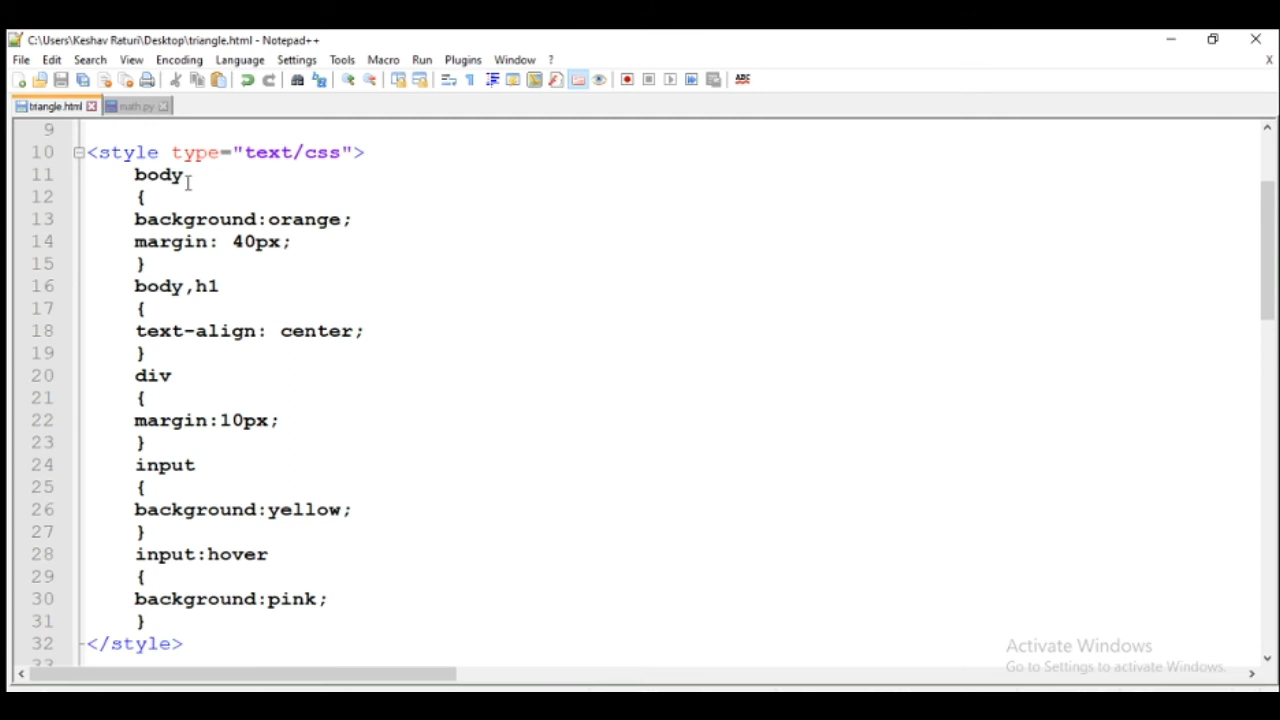 C:\Users\Keshav Raturi\Desktop\triangle.html - Notepad++
File Edit Search View Encoding Language Settings Tools Macro Run Plugins Window ? X
ABC
triangle.html math.py
9
10 <style type="text/css">
11 body
12 {
13 background:orange;
14 margin: 40px;
15 }
16 body,h1
17 {
18 text-align: center;
19 }
20 div
21 {
22 margin:10px;
23 }
24 input
25 {
26 background:yellow;
27 }
28 input:hover
29 {
30 background:pink;
31 }
32 </style>
33
Activate Windows
Go to Settings to activate Windows.